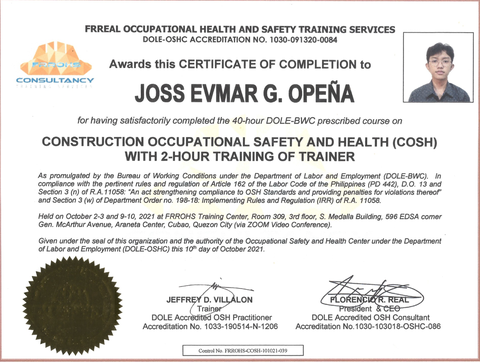 FRREAL OCCUPATIONAL HEALTH AND SAFETY TRAINING SERVICES
DOLE-OSHC ACCREDITATION NO. 1030-091320-0084
CONSULTANCY
Awards this CERTIFICATE OF COMPLETION to
JOSS EVMAR G. OPEÑA
for having satisfactorily completed the 40-hour DOLE-BWC prescribed course on
CONSTRUCTION OCCUPATIONAL SAFETY AND HEALTH (COSH)
WITH 2-HOUR TRAINING OF TRAINER
As promulgated by the Bureau of Working Conditions under the Department of Labor and Employment (DOLE-BWC). In
compliance with the pertinent rules and regulation of Article 162 of the Labor Code of the Philippines (PD 442), D.O. 13 and
Section 3 (n) of R.A.11058: "An act strengthening compliance to OSH Standards and providing penalties for violations thereof"
and Section 3 (w) of Department Order no. 198-18: Implementing Rules and Regulation (IRR) of R.A. 11058.
Held on October 2-3 and 9-10, 2021 at FRROHS Training Center, Room 309, 3rd floor, S. Medalla Building, 596 EDSA corner
Gen. McArthur Avenue, Araneta Center, Cubao, Quezon City (via ZOOM Video Conference).
Given under the seal of this organization and the authority of the Occupational Safety and Health Center under the Department
of Labor and Employment (DOLE-OSHC) this 10th day of October 2021.
JEFFREY D. VILLALON
Trainer
DOLE Accredited OSH Practitioner
Accreditation No. 1033-190514-N-1206
FLORENCIO R. REAL
President & CEO
DOLE Accredited OSH Consultant
Accreditation No.1030-103018-OSHC-086
Control No. FRROHS-COSH-101021-039